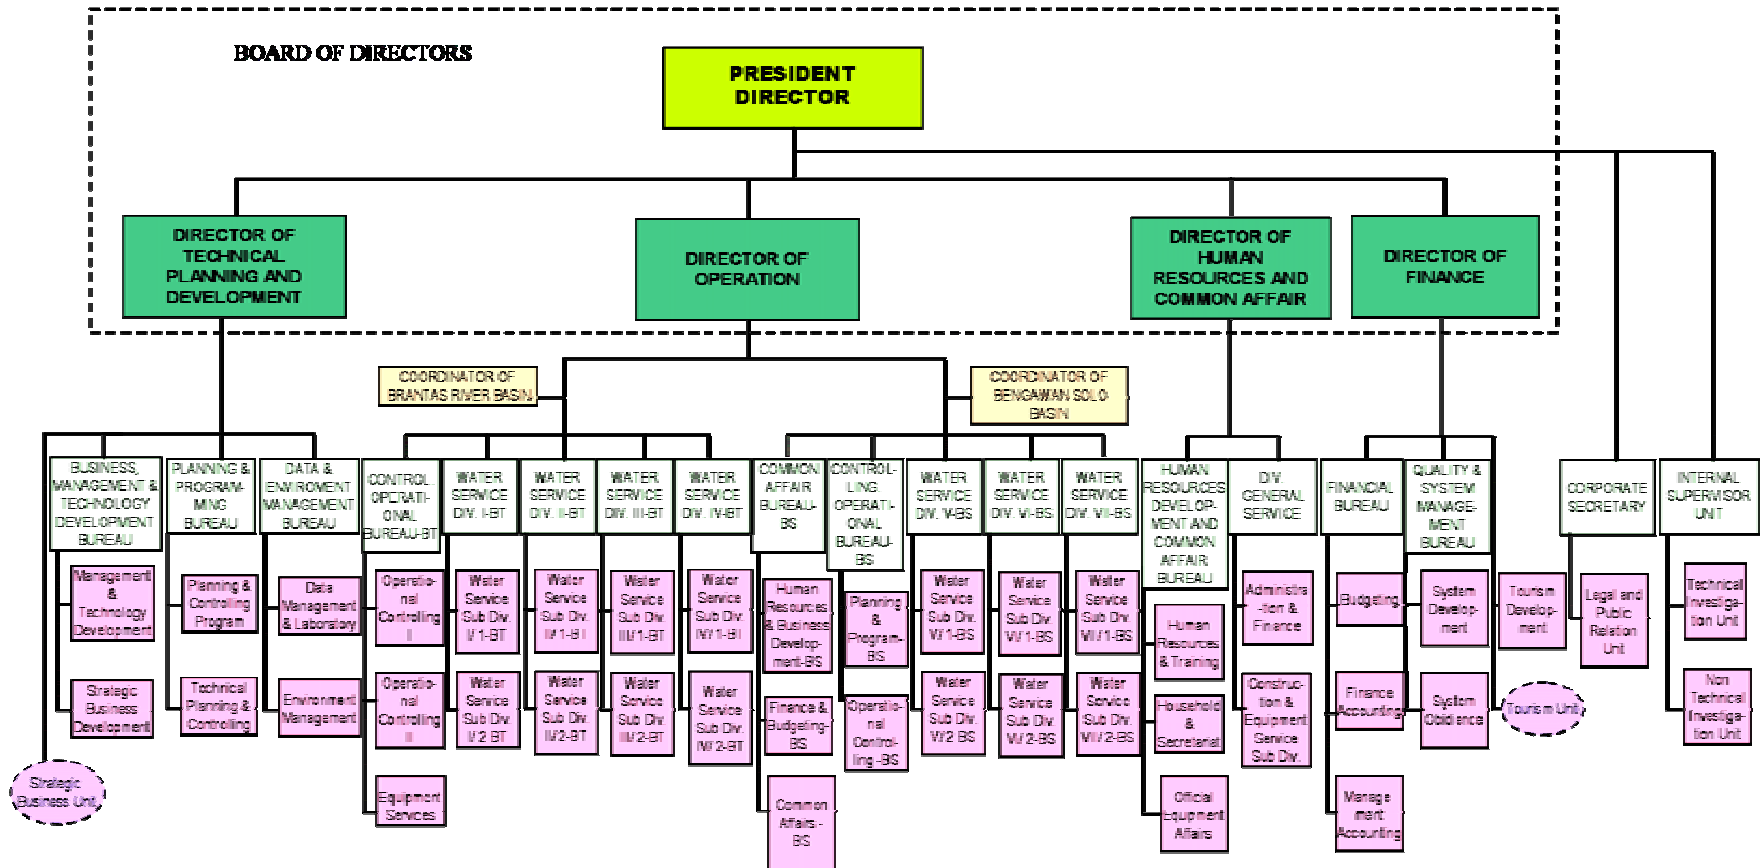 BOARD OF DIRECTORS
PRESIDENT
DIRECTOR
DIRECTOR OF
TECHNICAL
PLANNING AND
DEVELOPMENT
DIRECTOR OF
OPERATION
DIRECTOR OF
HUMAN
RESOURCES AND
COMMON AFFAIR
DIRECTOR OF
FINANCE
COORDINATOR OF
BRANTAS RIVER BASIN
COORDINATOR OF
BENGAWAN SOLO
BASIN
BUSINESS,
MANAGEMENT &
TECHNOLOGY
DEVELOPMENT
BUREAU
PLANNING &
PROGRAM-
MING
BUREAU
DATA &
ENVIROMENT
MANAGEMENT
BUREAU
CONTROL.
OPERATI-
ONAL
BUREAU-BT
WATER
SERVICE
DIV. I-BT
WATER
SERVICE
DIV. II-BT
WATER
SERVICE
DIV. III-BT
WATER
SERVICE
DIV. IV-BT
COMMON
AFFAIR
BUREAU-
BS
CONTROL-
LING.
OPERATI-
ONAL
BUREAU-
BS
WATER
SERVICE
DIV. V-BS
WATER
SERVICE
DIV. VI-BS
WATER
SERVICE
DIV. VII-BS
HUMAN
RESOURCES
DEVELOP-
MENT AND
COMMON
AFFAIR
BUREAU
DIV.
GENERAL
SERVICE
FINANCIAL
BUREAU
QUALITY &
SYSTEM
MANAGE-
MENT
BUREAU
CORPORATE
SECRETARY
INTERNAL
SUPERVISOR
UNIT
Management
&
Technology
Development
Planning &
Controlling
Program
Data
Management
& Laboratory
Operatio-
nal
Controlling
I
Water
Service
Sub Div.
I/ 1-BT
Water
Service
Sub Div.
II/ 1-BT
Water
Service
Sub Div.
III/ 1-BT
Water
Service
Sub Div.
IV/ 1-BT
Human
Resources
& Business
Develop-
ment-BS
Planning
&
Program-
BS
Water
Service
Sub Div.
V/ 1-BS
Water
Service
Sub Div.
VI/ 1-BS
Water
Service
Sub Div.
VII/ 1-BS
Human
Resources
& Training
Administra-
tion &
Finance
Budgeting
System
Develop-
ment
Tourism
Develop-
ment
Legal and
Public
Relation
Unit
Technical
Investiga-
tion Unit
Strategic
Business
Development
Technical
Planning &
Controlling
Environment
Management
Operatio-
nal
Controlling
II
Water
Service
Sub Div.
I/ 2-BT
Water
Service
Sub Div.
II/ 2-BT
Water
Service
Sub Div.
III/ 2-BT
Water
Service
Sub Div.
IV/ 2-BT
Finance &
Budgeting-
BS
Operatio-
nal
Control-
ling -BS
Water
Service
Sub Div.
V/ 2-BS
Water
Service
Sub Div.
VI/ 2-BS
Water
Service
Sub Div.
VII/ 2-BS
Household
&
Secretariat
Construc-
tion &
Equipment
Service
Sub Div.
Finance
Accounting
System
Obidience
Tourism Unit
Non
Technical
Investiga-
tion Unit
Strategic
Business Unit
Equipment
Services
Common
Affairs -
BS
Official
Equipment
Affairs
Manage
ment
Accounting